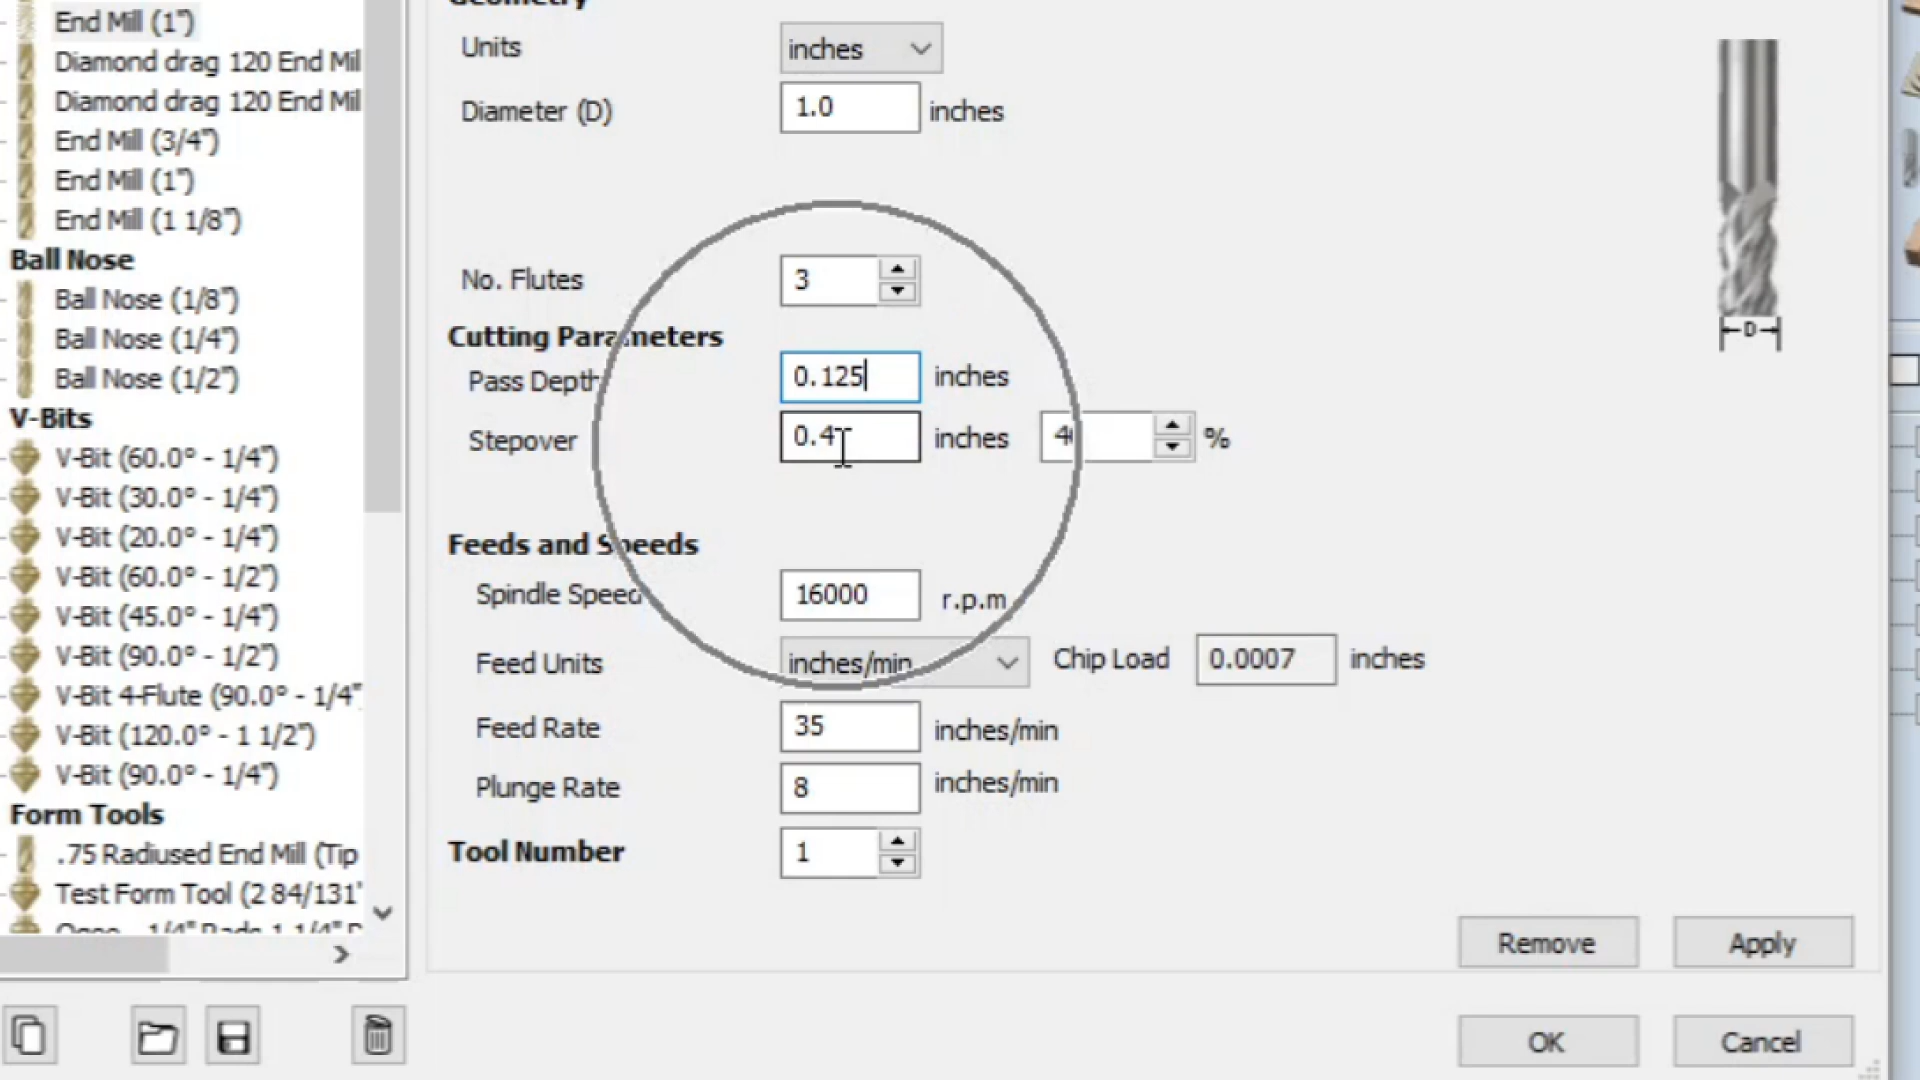 End Mill (1")
Diamond drag 120 End Mil
Diamond drag 120 End Mil
End Mill (3/4")
End Mill (1")
End Mill (1 1/8")
Ball Nose
Ball Nose (1/8")
Ball Nose (1/4")
Ball Nose (1/2")
V-Bits
V-Bit (60.0° - 1/4")
V-Bit (30.0° - 1/4")
V-Bit (20.0° - 1/4")
V-Bit (60.0° - 1/2")
V-Bit (45.0° - 1/4")
V-Bit (90.0° - 1/2")
V-Bit 4-Flute (90.0° - 1/4"
V-Bit (120.0° - 1 1/2")
V-Bit (90.0° - 1/4")
Form Tools
.75 Radiused End Mill (Tip
Test Form Tool (2 84/131"
Geometry
Units inches
Diameter (D) 1.0 inches
No. Flutes 3
Cutting Parameters
Pass Depth 0.125 inches
Stepover 0.4 inches 40 %
Feeds and Speeds
Spindle Speed 16000 r.p.m
Feed Units inches/min Chip Load 0.0007 inches
Feed Rate 35 inches/min
Plunge Rate 8 inches/min
Tool Number 1
D
Remove Apply
OK Cancel